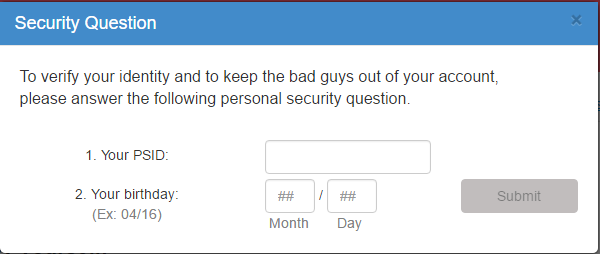 Security Question ×
To verify your identity and to keep the bad guys out of your account,
please answer the following personal security question.
1. Your PSID:
2. Your birthday: ## / ## Submit
(Ex: 04/16)
Month Day